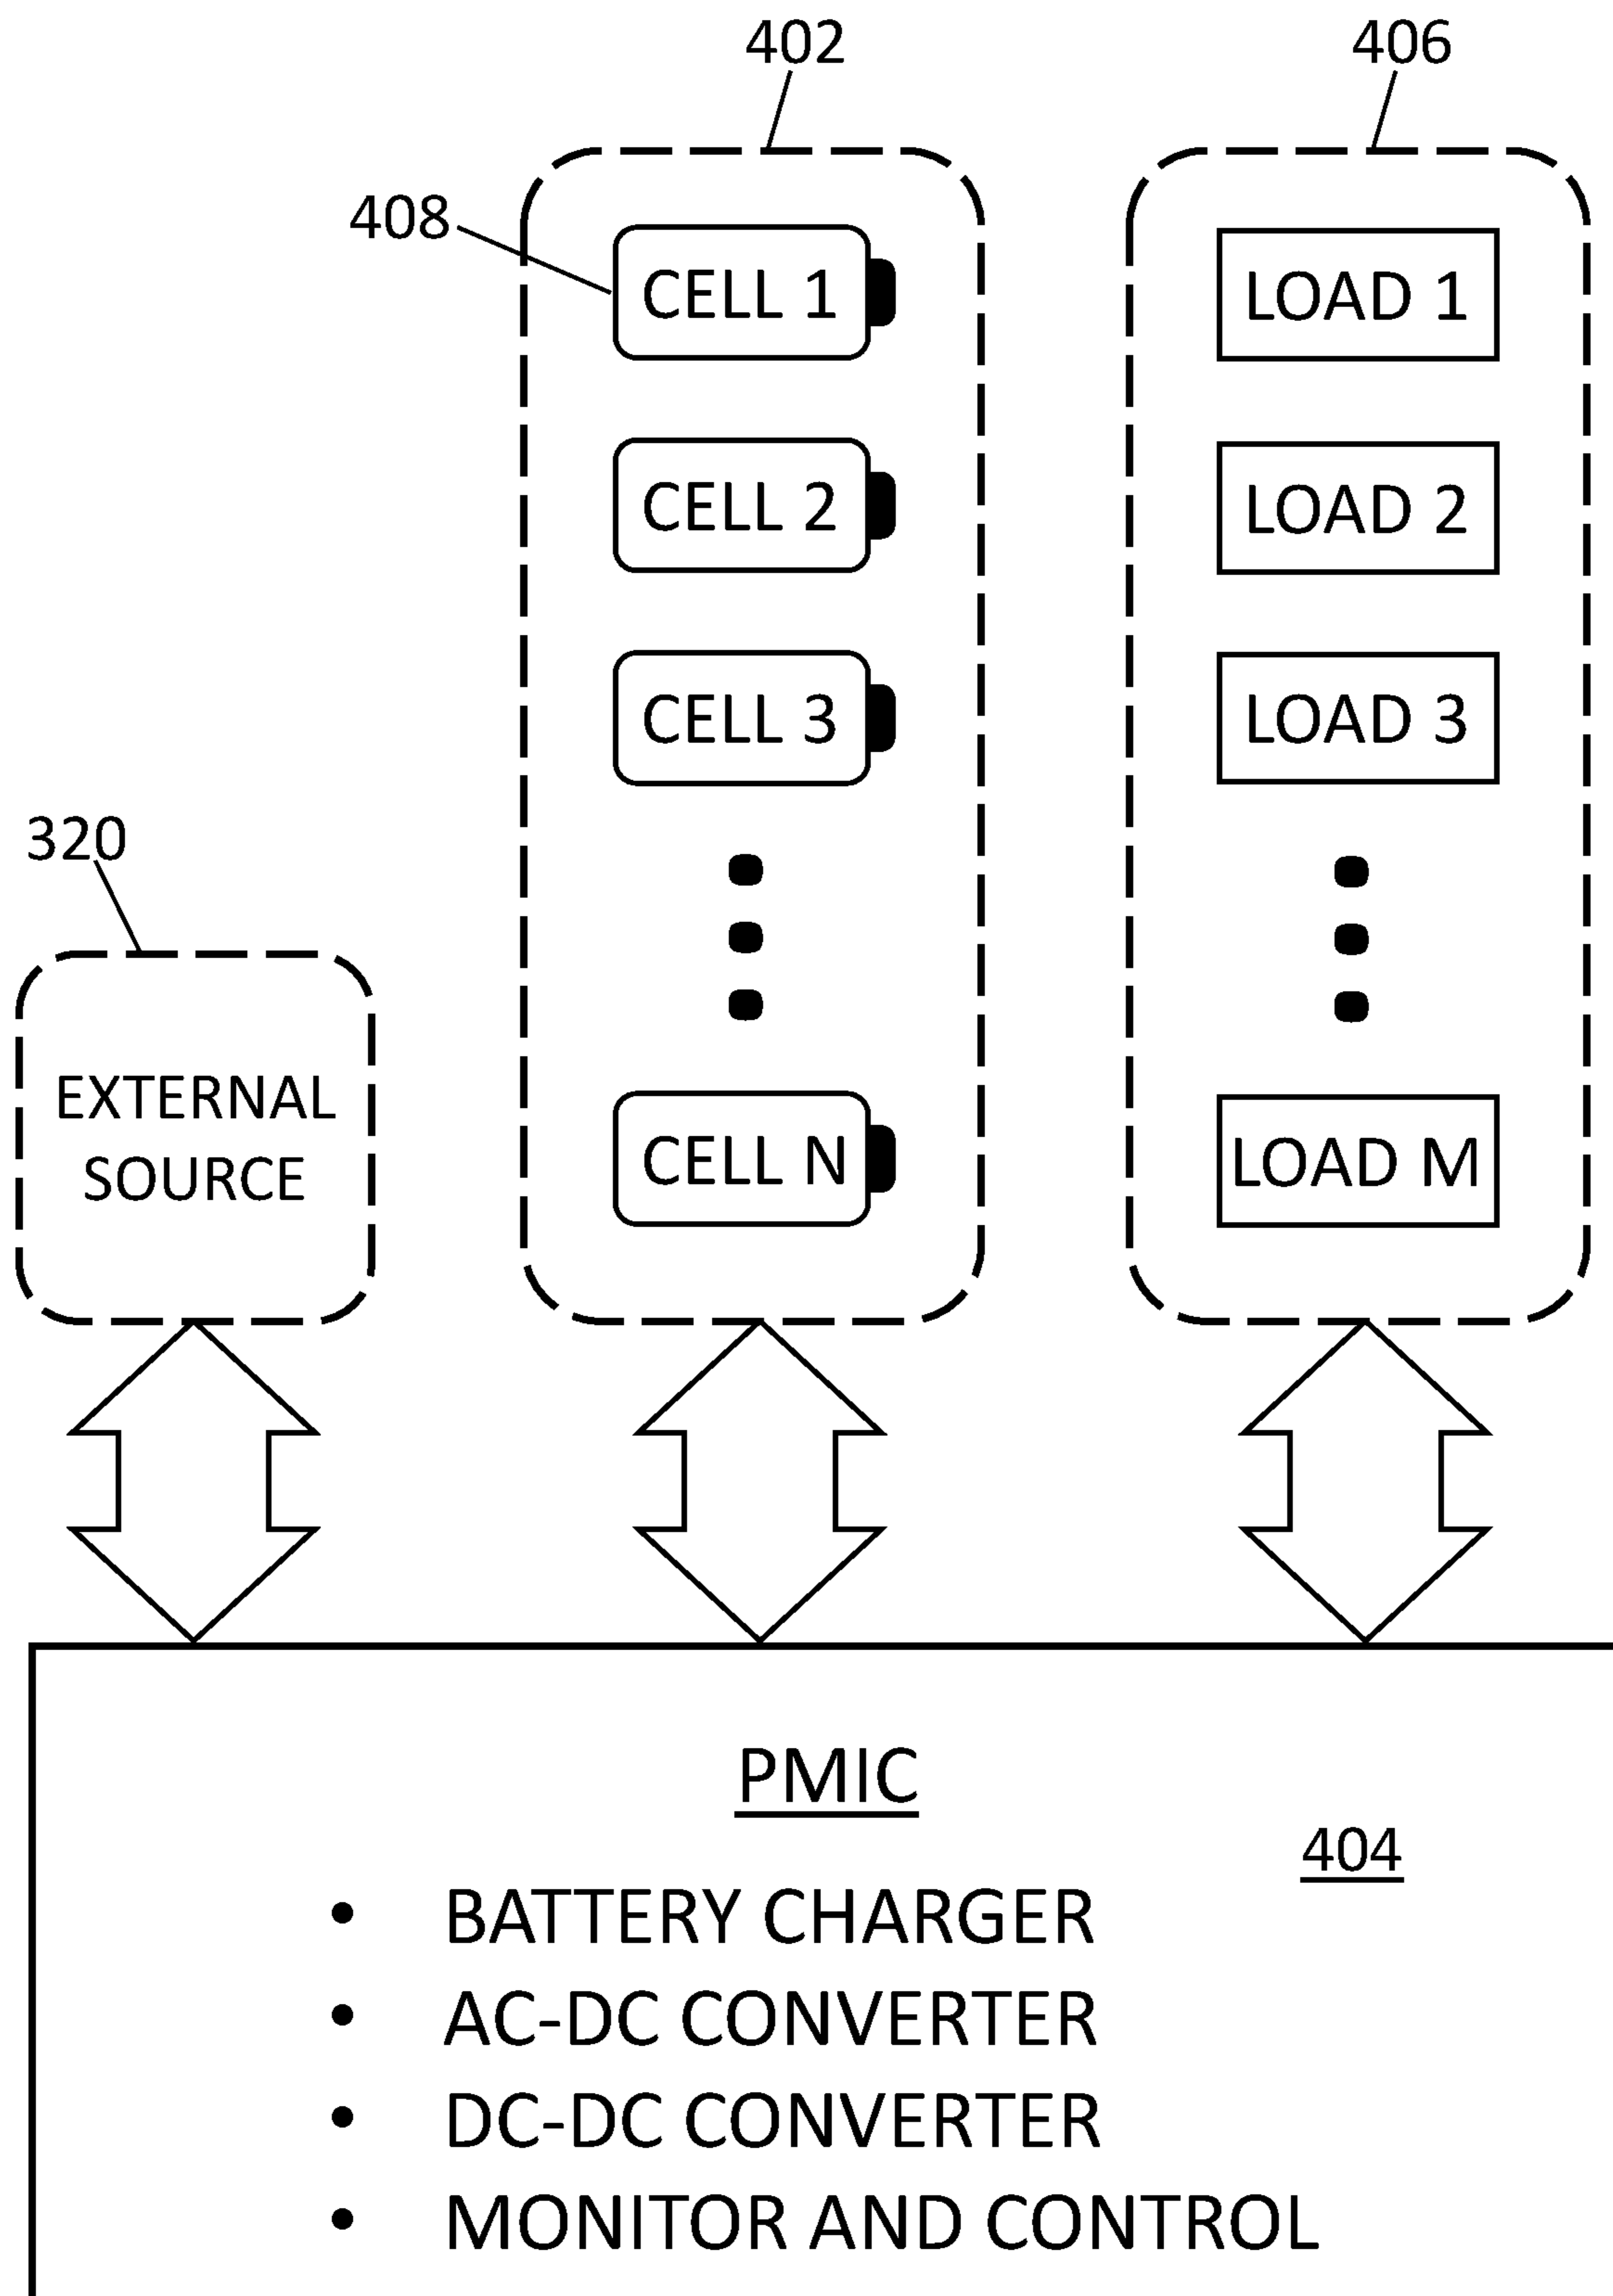 402
406
408
CELL 1
LOAD 1
CELL 2
LOAD 2
CELL 3
LOAD 3
320
EXTERNAL
SOURCE
CELL N
LOAD M
PMIC
404
• BATTERY CHARGER
• AC-DC CONVERTER
• DC-DC CONVERTER
• MONITOR AND CONTROL